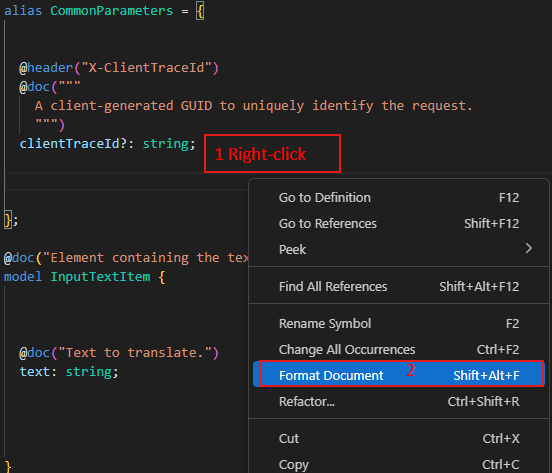 alias CommonParameters = {
@header("X-ClientTraceId")
@doc("""
A client-generated GUID to uniquely identify the request.
""")
clientTraceId?: string;
1 Right-click
};
@doc("Element containing the tex
model InputTextItem {
@doc("Text to translate.")
text: string;
}
Go to Definition F12
Go to References Shift+F12
Peek >
Find All References Shift+Alt+F12
Rename Symbol F2
Change All Occurrences Ctrl+F2
Format Document 2 Shift+Alt+F
Refactor... Ctrl+Shift+R
Cut Ctrl+X
Copy Ctrl+C